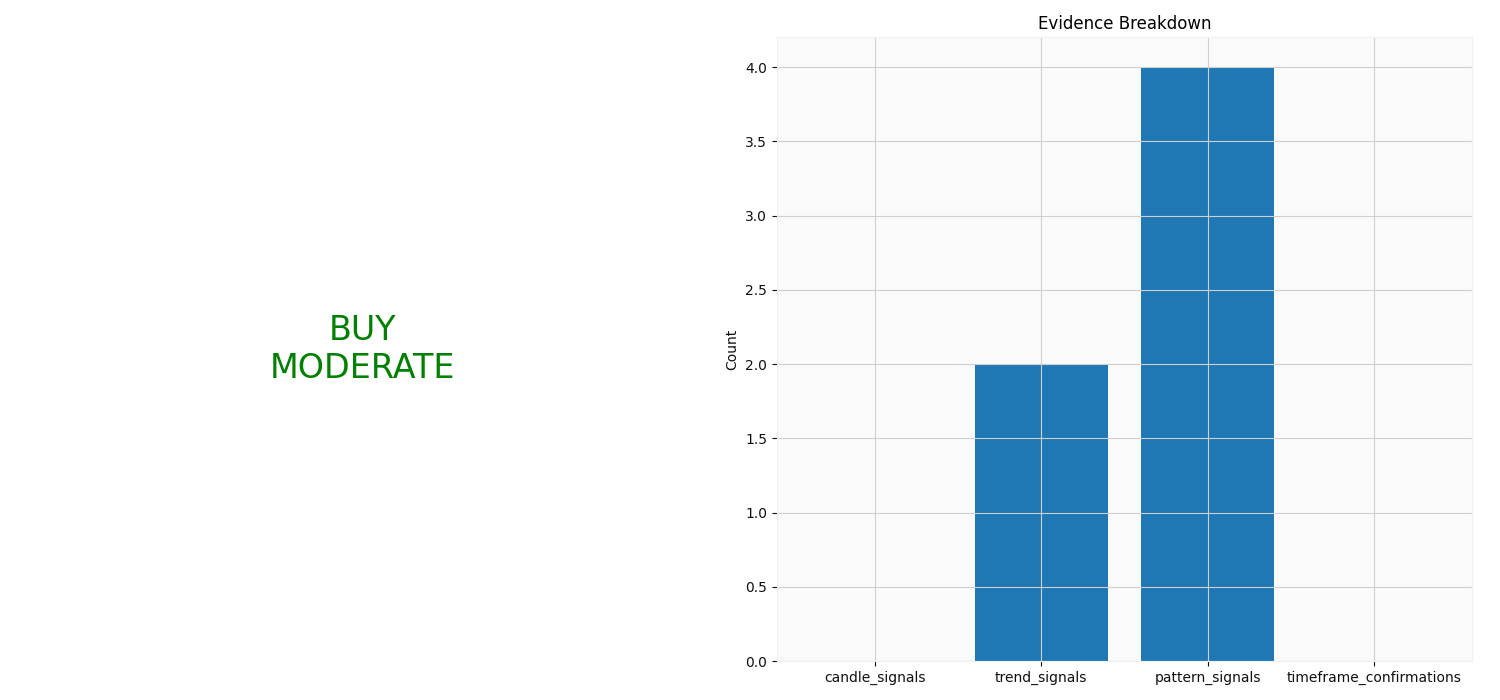 BUY
MODERATE
Evidence Breakdown
Count
4.0
3.5
3.0
2.5
2.0
1.5
1.0
0.5
0.0
candle_signals trend_signals pattern_signals timeframe_confirmations